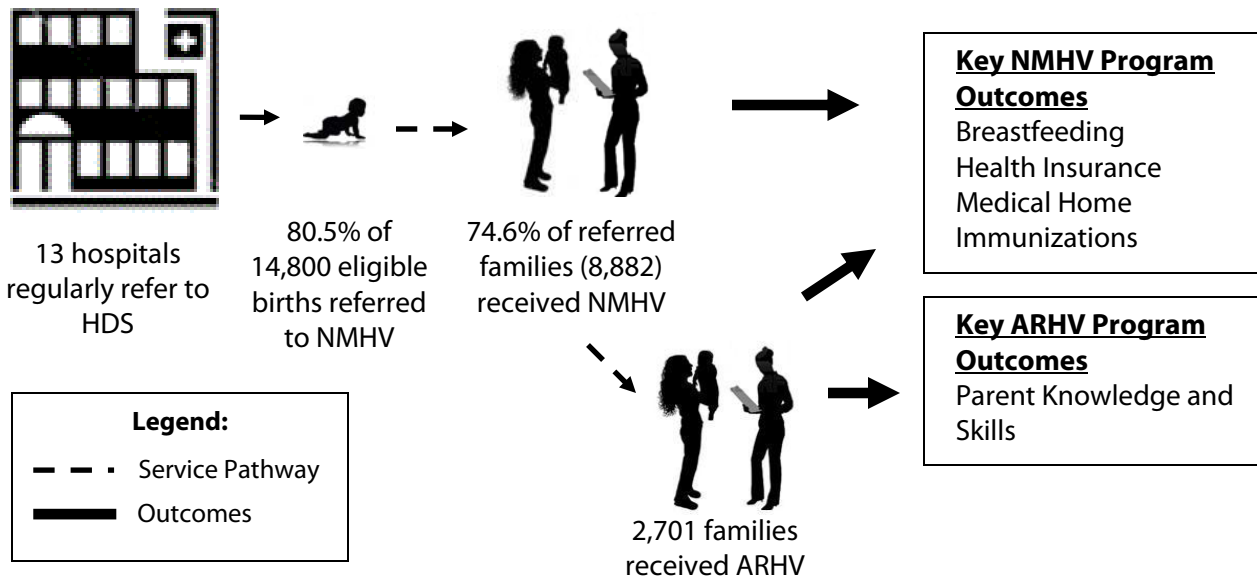 13 hospitals
regularly refer to
HDS
80.5% of
14,800 eligible
births referred
to NMHV
74.6% of referred
families (8,882)
received NMHV
2,701 families
received ARHV
Key NMHV Program
Outcomes
Breastfeeding
Health Insurance
Medical Home
Immunizations
Key ARHV Program
Outcomes
Parent Knowledge and
Skills
Legend:
Service Pathway
Outcomes